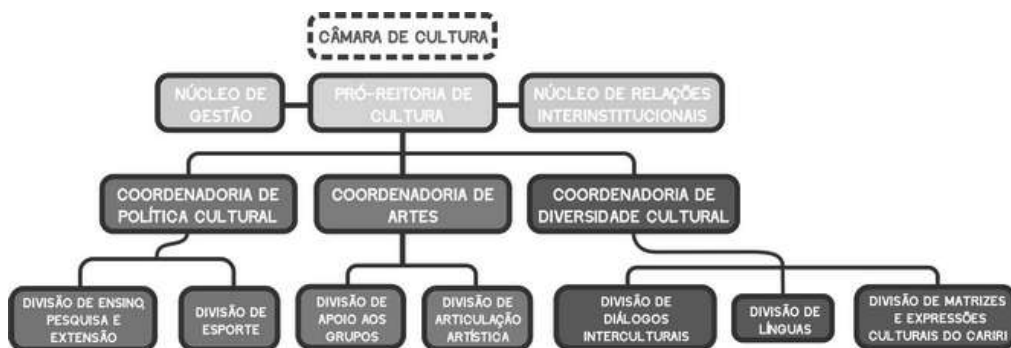 CÂMARA DE CULTURA
NÚCLEO DE
GESTÃO
PRÓ-REITORIA DE
CULTURA
NÚCLEO DE RELAÇÕES
INTERINSTITUCIONAIS
COORDENADORIA DE
POLÍTICA CULTURAL
COORDENADORIA DE
ARTES
COORDENADORIA DE
DIVERSIDADE CULTURAL
DIVISÃO DE ENSINO,
PESQUISA E
EXTENSÃO
DIVISÃO DE
ESPORTE
DIVISÃO DE
APOIO AOS
GRUPOS
DIVISÃO DE
ARTICULAÇÃO
ARTÍSTICA
DIVISÃO DE
DIÁLOGOS
INTERCULTURAIS
DIVISÃO DE
LÍNGUAS
DIVISÃO DE MATRIZES
E EXPRESSÕES
CULTURAIS DO CARIRI